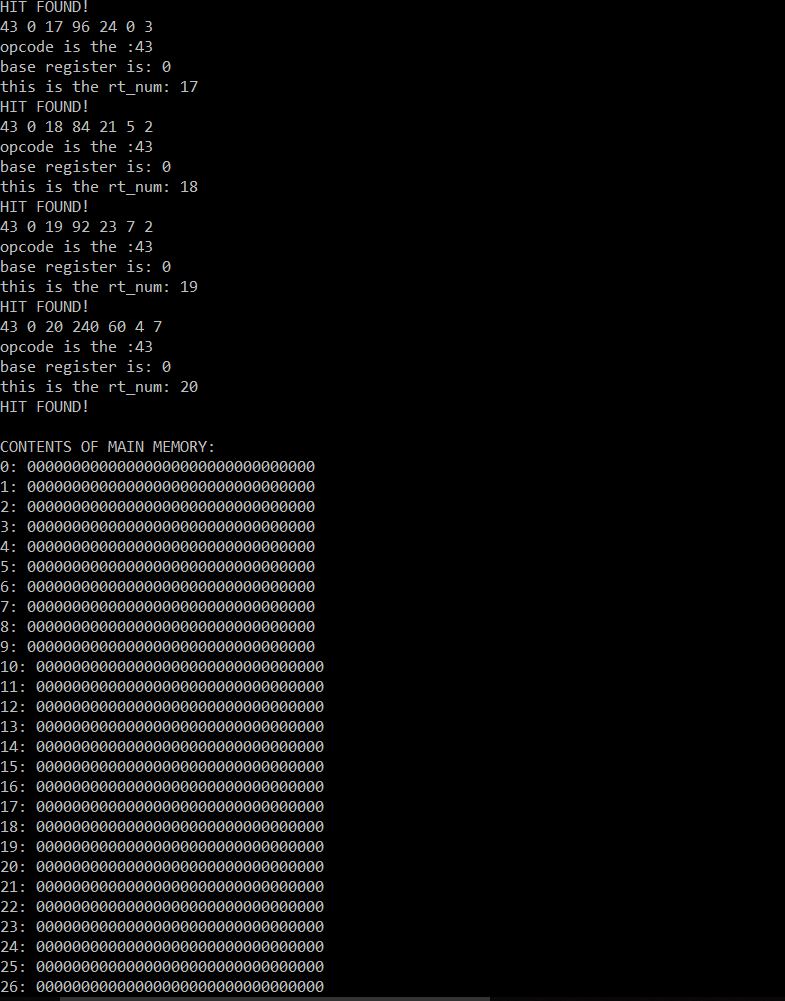 HIT FOUND!
43 0 17 96 24 0 3
opcode is the :43
base register is: 0
this is the rt_num: 17
HIT FOUND!
43 0 18 84 21 5 2
opcode is the :43
base register is: 0
this is the rt_num: 18
HIT FOUND!
43 0 19 92 23 7 2
opcode is the :43
base register is: 0
this is the rt_num: 19
HIT FOUND!
43 0 20 240 60 4 7
opcode is the :43
base register is: 0
this is the rt_num: 20
HIT FOUND!
CONTENTS OF MAIN MEMORY:
0: 00000000000000000000000000000000
1: 00000000000000000000000000000000
2: 00000000000000000000000000000000
3: 00000000000000000000000000000000
4: 00000000000000000000000000000000
5: 00000000000000000000000000000000
6: 00000000000000000000000000000000
7: 00000000000000000000000000000000
8: 00000000000000000000000000000000
9: 00000000000000000000000000000000
10: 00000000000000000000000000000000
11: 00000000000000000000000000000000
12: 00000000000000000000000000000000
13: 00000000000000000000000000000000
14: 00000000000000000000000000000000
15: 00000000000000000000000000000000
16: 00000000000000000000000000000000
17: 00000000000000000000000000000000
18: 00000000000000000000000000000000
19: 00000000000000000000000000000000
20: 00000000000000000000000000000000
21: 00000000000000000000000000000000
22: 00000000000000000000000000000000
23: 00000000000000000000000000000000
24: 00000000000000000000000000000000
25: 00000000000000000000000000000000
26: 00000000000000000000000000000000